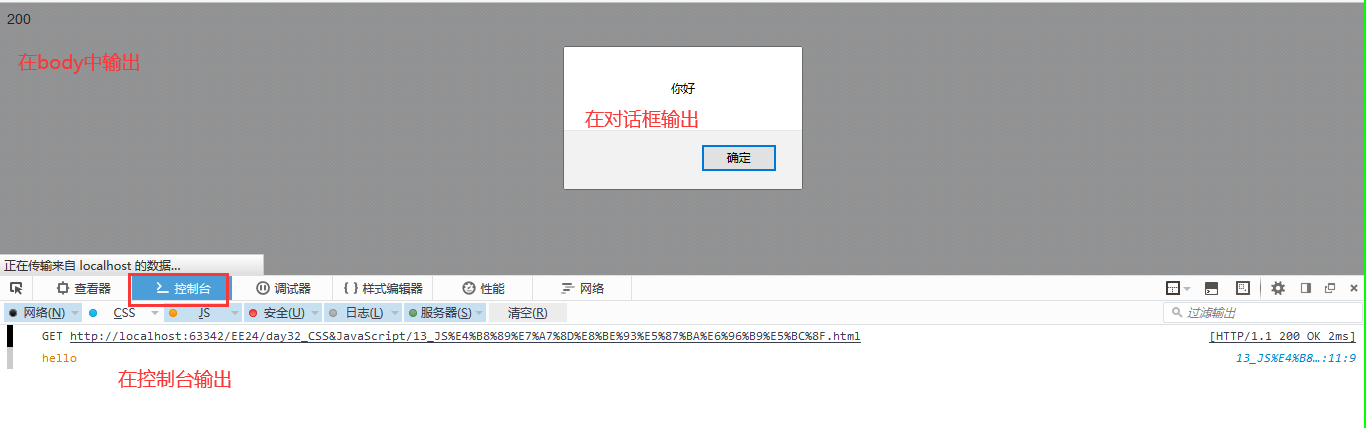 200
在body中输出
你好
在对话框输出
确定
正在传输来自 localhost 的数据...
查看器 控制台 调试器 { } 样式编辑器 性能 网络
网络(N) CSS JS 安全(U) 日志(L) 服务器(S) 清空(R) 过滤输出
GET http://localhost:63342/EE24/day32_CSS&JavaScript/13_JS%E4%B8%89%E7%A7%8D%E8%BE%93%E5%87%BA%E6%96%B9%E5%BC%8F.html [HTTP/1.1 200 OK 2ms]
hello 13_JS%E4%B8…:11:9
在控制台输出